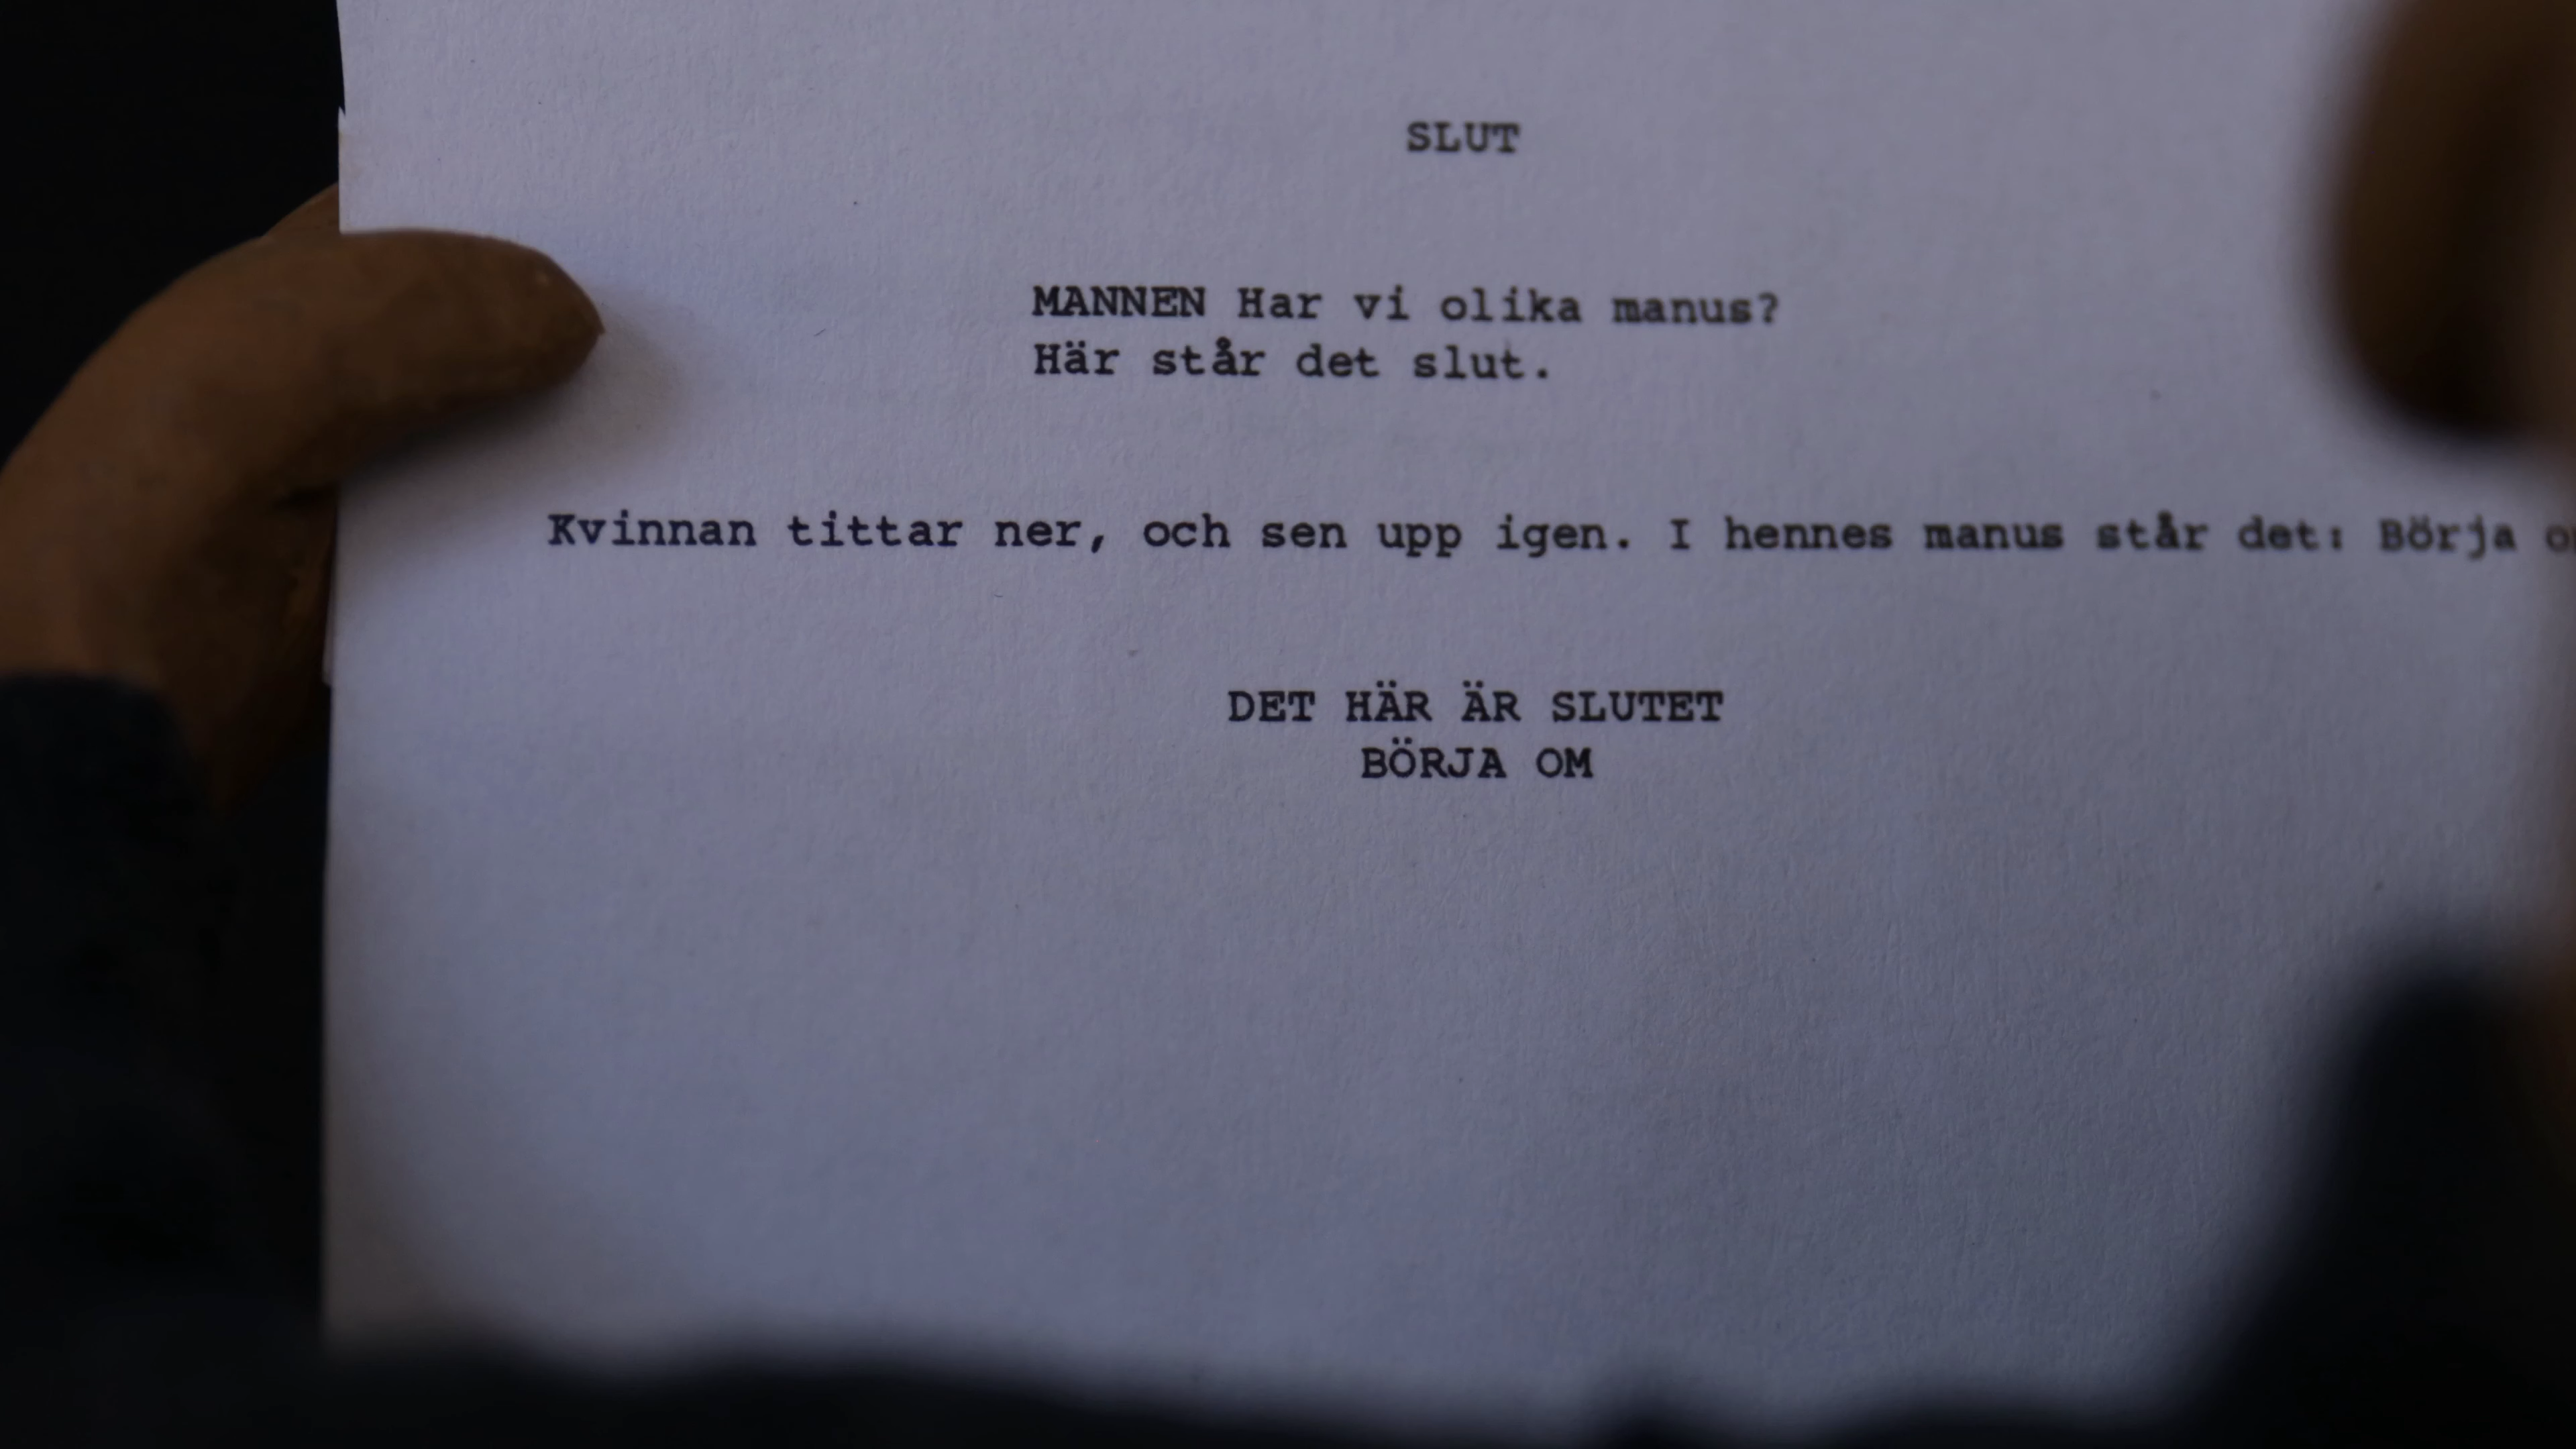 SLUT
MANNEN Har vi olika manus?
Här står det slut.
Kvinnan tittar ner, och sen upp igen. I hennes manus står det: Börja
DET HÄR ÄR SLUTET
BÖRJA OM